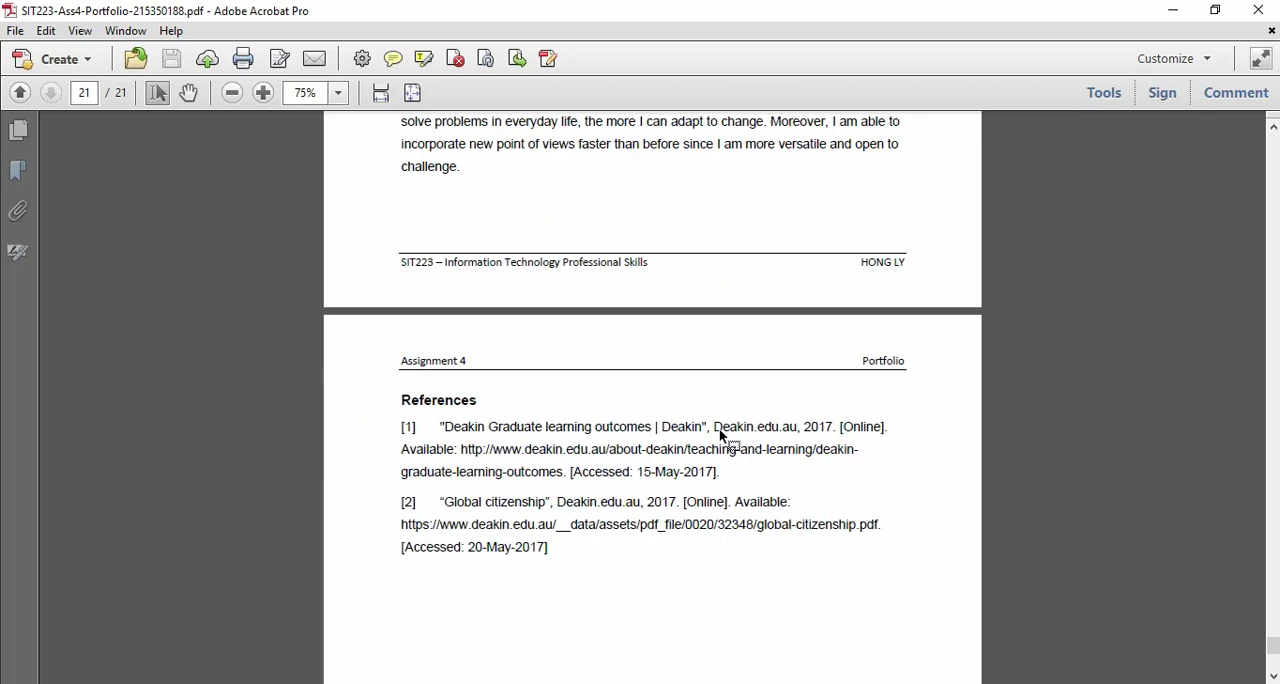 SIT223-Ass4-Portfolio-215350188.pdf - Adobe Acrobat Pro
File Edit View Window Help
Create Customize
21 / 21 75% Tools Sign Comment
solve problems in everyday life, the more I can adapt to change. Moreover, I am able to
incorporate new point of views faster than before since I am more versatile and open to
challenge.
SIT223 – Information Technology Professional Skills HONG LY
Assignment 4 Portfolio
References
[1] "Deakin Graduate learning outcomes | Deakin", Deakin.edu.au, 2017. [Online].
Available: http://www.deakin.edu.au/about-deakin/teaching-and-learning/deakin-
graduate-learning-outcomes. [Accessed: 15-May-2017].
[2] “Global citizenship”, Deakin.edu.au, 2017. [Online]. Available:
https://www.deakin.edu.au/__data/assets/pdf_file/0020/32348/global-citizenship.pdf.
[Accessed: 20-May-2017]